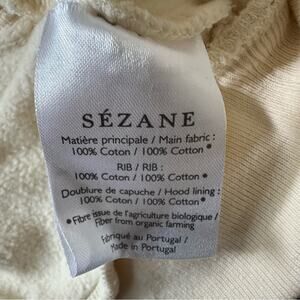 SÉZANE
Matière principale / Main fabric :
100% Coton / 100% Cotton*
RIB / RIB :
100% Coton / 100% Cotton*
Doublure de capuche / Hood lining :
100% Coton / 100% Cotton*
*Fibre issue de l'agriculture biologique /
Fiber from organic farming
Fabriqué au Portugal /
Made in Portugal